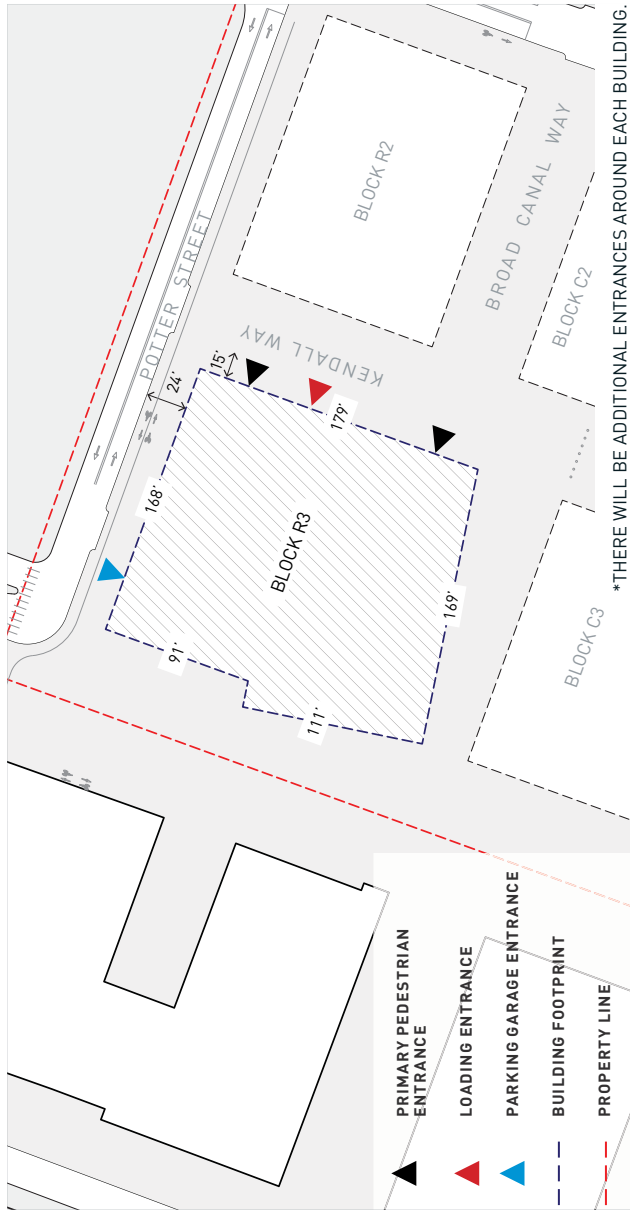 POTTER STREET
BLOCK R2
BROAD CANAL WAY
KENDALL WAY
24'
15'
168'
179'
BLOCK R3
91'
111'
169'
BLOCK C2
BLOCK C3
PRIMARY PEDESTRIAN
ENTRANCE
LOADING ENTRANCE
PARKING GARAGE ENTRANCE
BUILDING FOOTPRINT
PROPERTY LINE
*THERE WILL BE ADDITIONAL ENTRANCES AROUND EACH BUILDING.